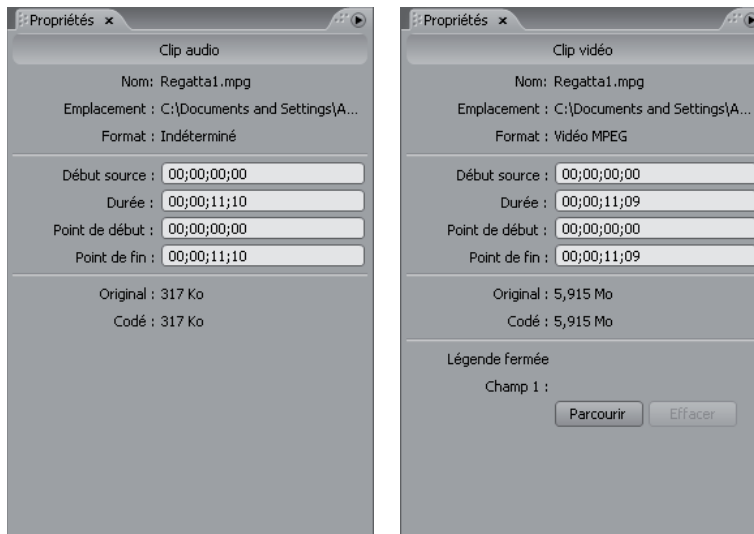 Propriétés x
Clip audio
Nom: Regatta1.mpg
Emplacement : C:\Documents and Settings\A...
Format : Indéterminé
Début source : 00;00;00;00
Durée : 00;00;11;10
Point de début : 00;00;00;00
Point de fin : 00;00;11;10
Original : 317 Ko
Codé : 317 Ko
Propriétés x
Clip vidéo
Nom: Regatta1.mpg
Emplacement : C:\Documents and Settings\A...
Format : Vidéo MPEG
Début source : 00;00;00;00
Durée : 00;00;11;09
Point de début : 00;00;00;00
Point de fin : 00;00;11;09
Original : 5,915 Mo
Codé : 5,915 Mo
Légende fermée
Champ 1 :
Parcourir Effacer